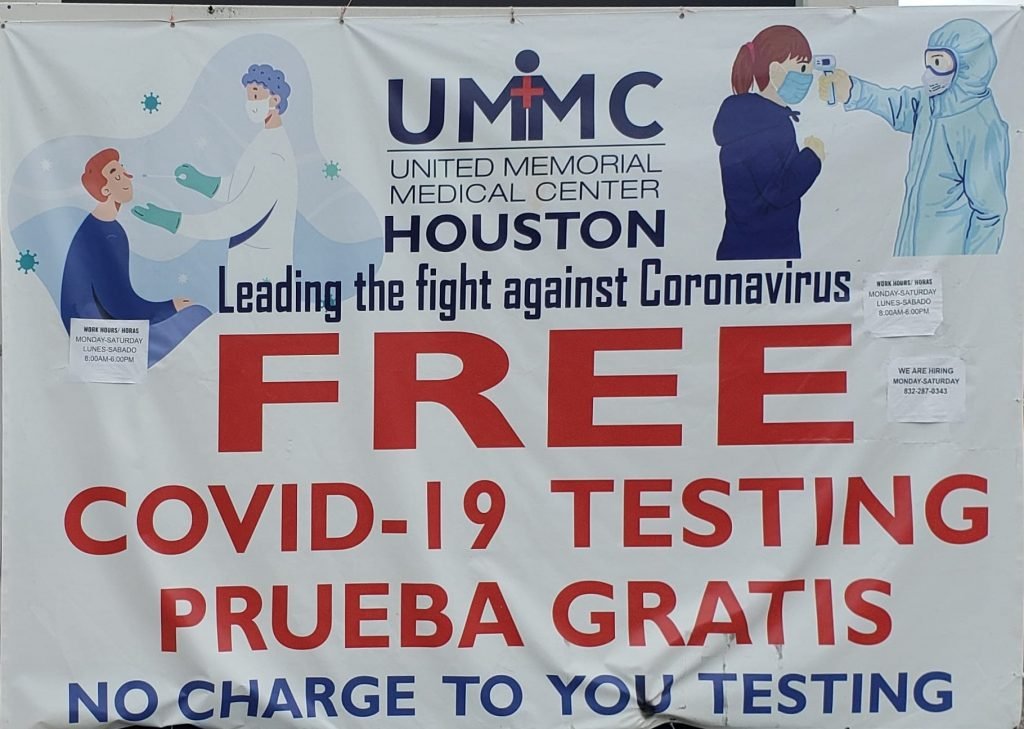 UMMC
UNITED MEMORIAL
MEDICAL CENTER
HOUSTON
Leading the fight against Coronavirus
WORK HOURS/ HORAS
MONDAY-SATURDAY
LUNES-SABADO
8:00AM-6:00PM
WORK HOURS/ HORAS
MONDAY-SATURDAY
LUNES-SABADO
8:00AM-6:00PM
WE ARE HIRING
MONDAY-SATURDAY
832-287-0343
FREE
COVID-19 TESTING
PRUEBA GRATIS
NO CHARGE TO YOU TESTING